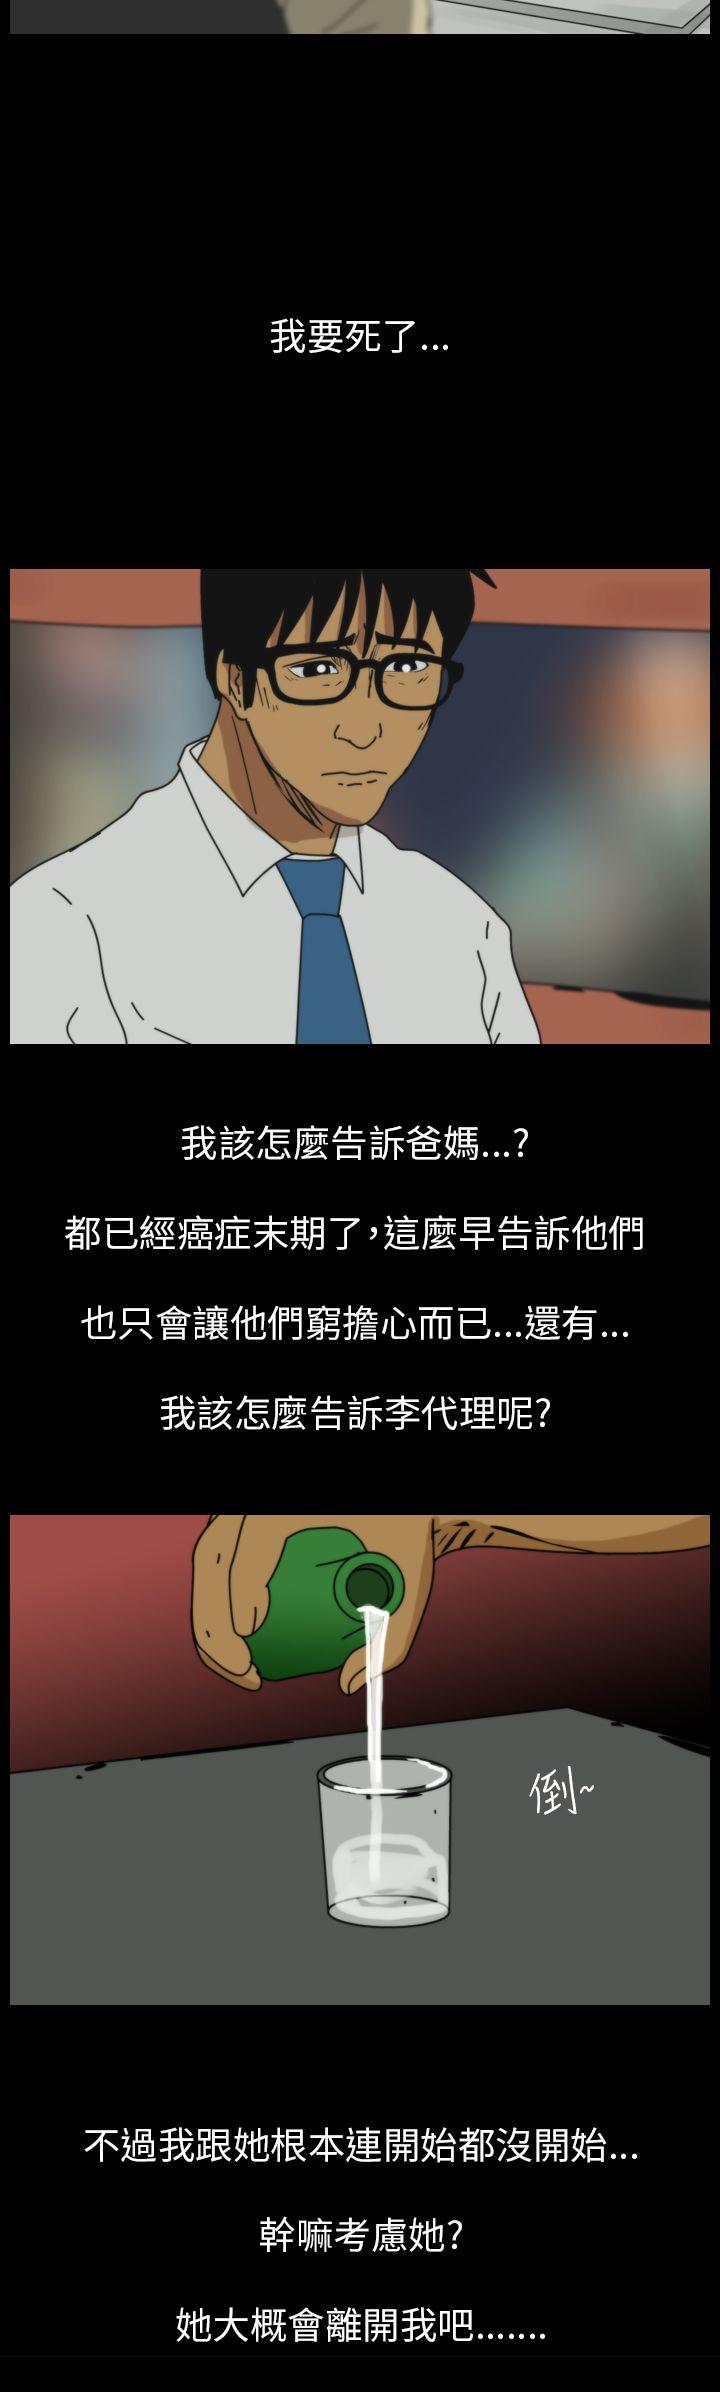 我要死了...
我該怎麼告訴爸媽...?
都已經癌症末期了,這麼早告訴他們
也只會讓他們窮擔心而已...還有...
我該怎麼告訴李代理呢?
倒~
不過我跟她根本連開始都沒開始...
幹嘛考慮她?
她大概會離開我吧.......